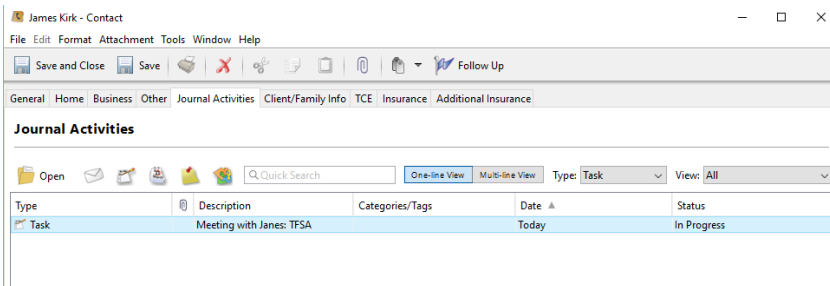 James Kirk - Contact
File Edit Format Attachment Tools Window Help
Save and Close Save Follow Up
General Home Business Other Journal Activities Client/Family Info TCE Insurance Additional Insurance
Journal Activities
Open Quick Search One-line View Multi-line View Type: Task View: All
Type Description Categories/Tags Date Status
Task Meeting with Janes: TFSA Today In Progress